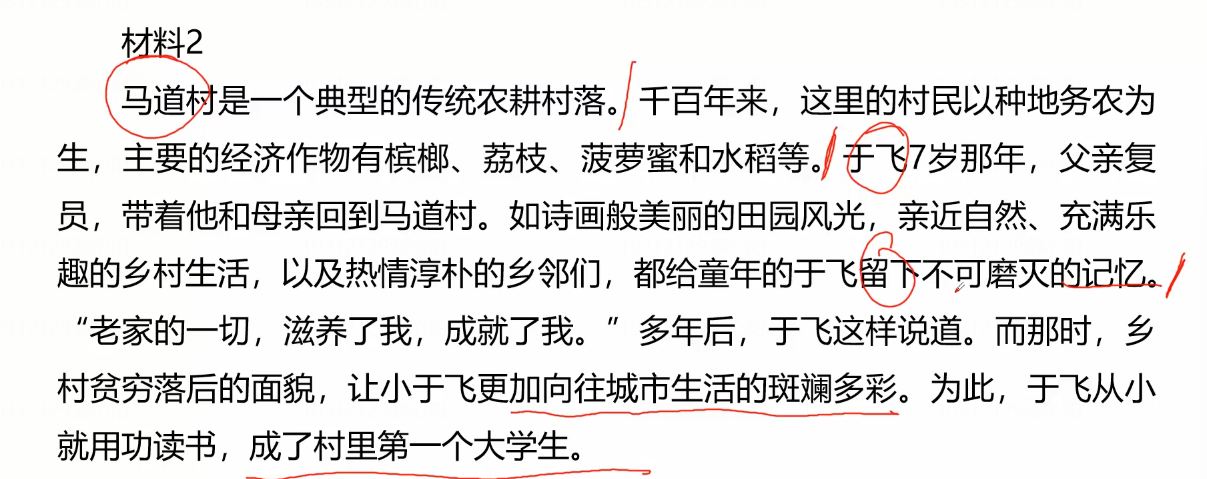 材料2
马道村是一个典型的传统农耕村落。千百年来，这里的村民以种地务农为
生，主要的经济作物有槟榔、荔枝、菠萝蜜和水稻等。于飞7岁那年，父亲复
员，带着他和母亲回到马道村。如诗画般美丽的田园风光，亲近自然、充满乐
趣的乡村生活，以及热情淳朴的乡邻们，都给童年的于飞留下不可磨灭的记忆。
“老家的一切，滋养了我，成就了我。”多年后，于飞这样说道。而那时，乡
村贫穷落后的面貌，让小于飞更加向往城市生活的斑斓多彩。为此，于飞从小
就用功读书，成了村里第一个大学生。